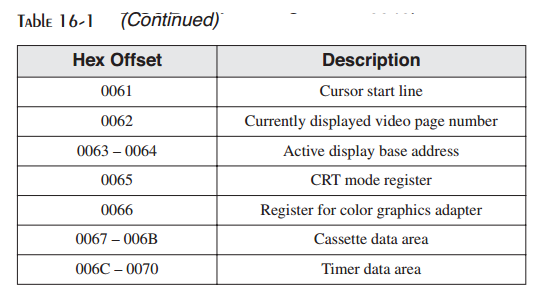 TABLE 16-1 (Continued)
Hex Offset Description
0061 Cursor start line
0062 Currently displayed video page number
0063 – 0064 Active display base address
0065 CRT mode register
0066 Register for color graphics adapter
0067 – 006B Cassette data area
006C – 0070 Timer data area